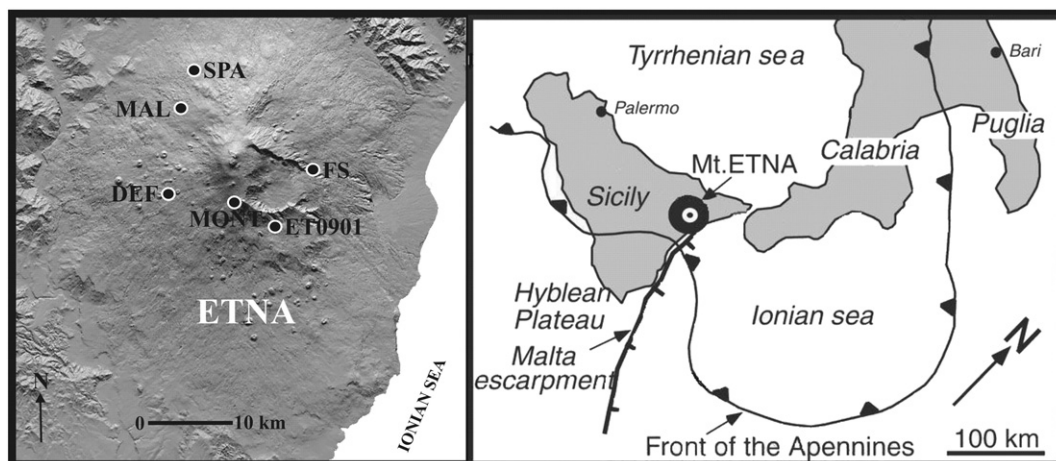 SPA
MAL
FS
DEF
MONT
ET0901
ETNA
N
0 10 km
IONIAN SEA
Tyrrhenian sea
Bari
Palermo
Puglia
Calabria
Mt.ETNA
Sicily
Hyblean
Plateau
Ionian sea
Malta
escarpment
N
Front of the Apennines
100 km